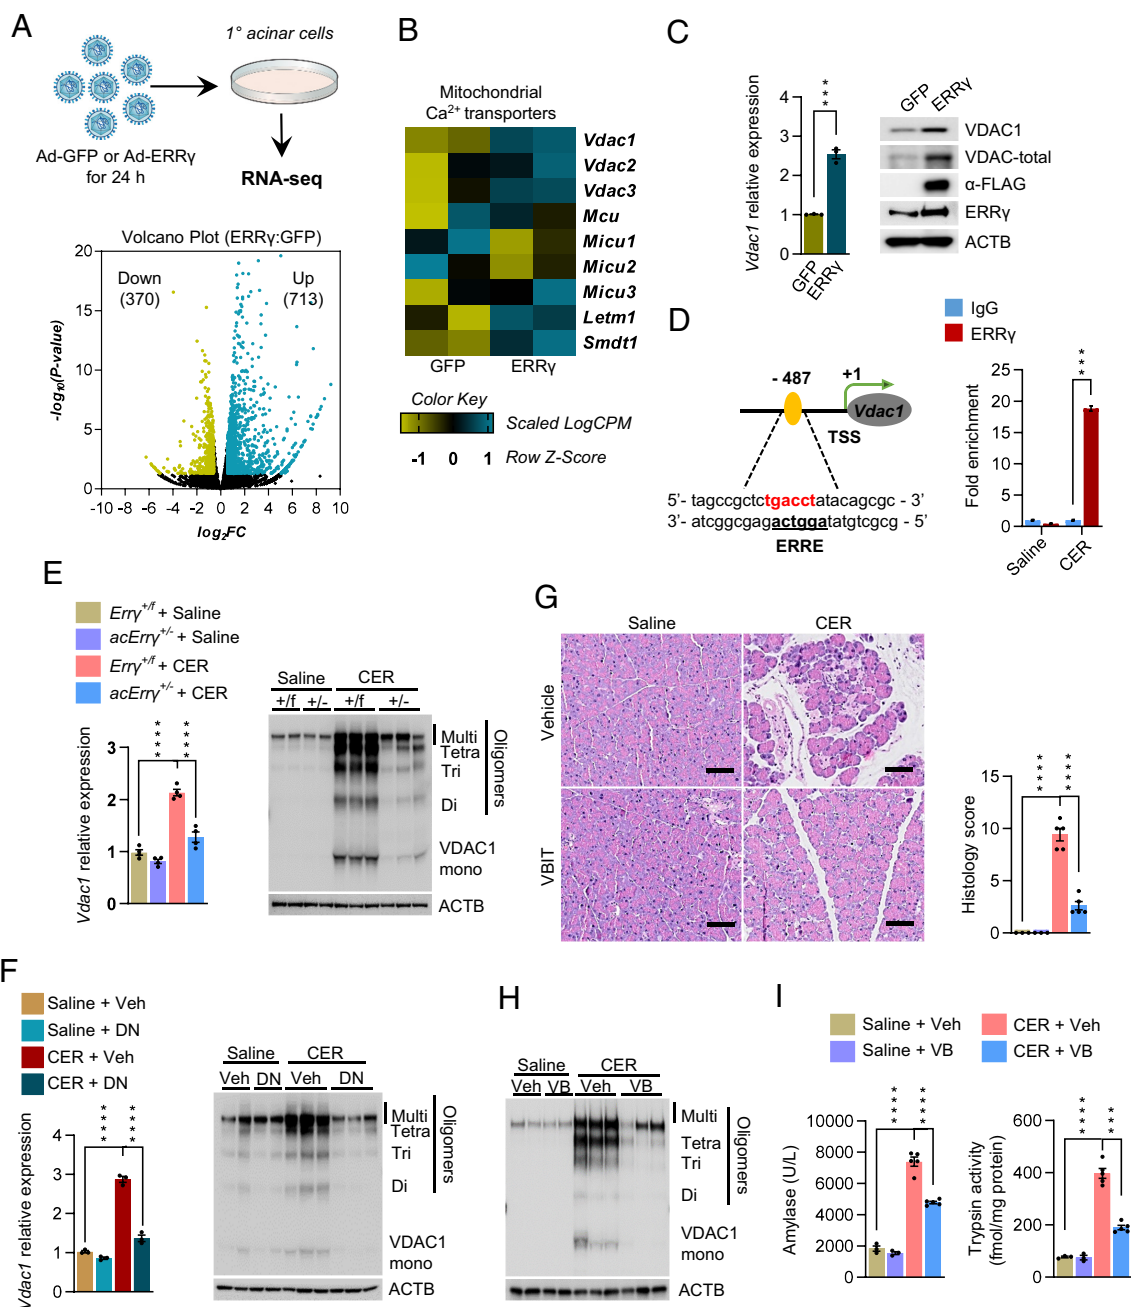 A
1° acinar cells
Ad-GFP or Ad-ERRγ
for 24 h
RNA-seq
Volcano Plot (ERRγ:GFP)
Down
(370)
Up
(713)
-log10(P-value)
20
15
10
5
0
-10 -8 -6 -4 -2 0 2 4 6 8 10
log2FC
B
Mitochondrial
Ca2+ transporters
Vdac1
Vdac2
Vdac3
Mcu
Micu1
Micu2
Micu3
Letm1
Smdt1
GFP ERRγ
Color Key
Scaled LogCPM
-1 0 1 Row Z-Score
C
Vdac1 relative expression
4
3
2
1
0
***
GFP
ERRγ
GFP ERRγ
VDAC1
VDAC-total
α-FLAG
ERRγ
ACTB
D
- 487
+1
Vdac1
TSS
5'- tagccgctctgacctatacagcgc - 3'
3'- atcggcgagactggatatgtcgcg - 5'
ERRE
IgG
ERRγ
Fold enrichment
25
20
15
10
5
0
***
Saline
CER
E
Errγ+/f + Saline
acErrγ+/- + Saline
Errγ+/f + CER
acErrγ+/- + CER
Vdac1 relative expression
3
2
1
0
**** ****
Saline CER
+/f +/- +/f +/-
Multi
Tetra
Tri
Di
Oligomers
VDAC1
mono
ACTB
F
Saline + Veh
Saline + DN
CER + Veh
CER + DN
Vdac1 relative expression
4
3
2
1
0
**** ****
Saline CER
Veh DN Veh DN
Multi
Tetra
Tri
Di
Oligomers
VDAC1
mono
ACTB
G
Saline CER
Vehicle
VBIT
Histology score
15
10
5
0
**** ****
H
Saline CER
Veh VB Veh VB
Multi
Tetra
Tri
Di
Oligomers
VDAC1
mono
ACTB
I
Saline + Veh
Saline + VB
CER + Veh
CER + VB
Amylase (U/L)
10000
8000
6000
4000
2000
0
**** ****
Trypsin activity
(fmol/mg protein)
600
400
200
0
**** ***